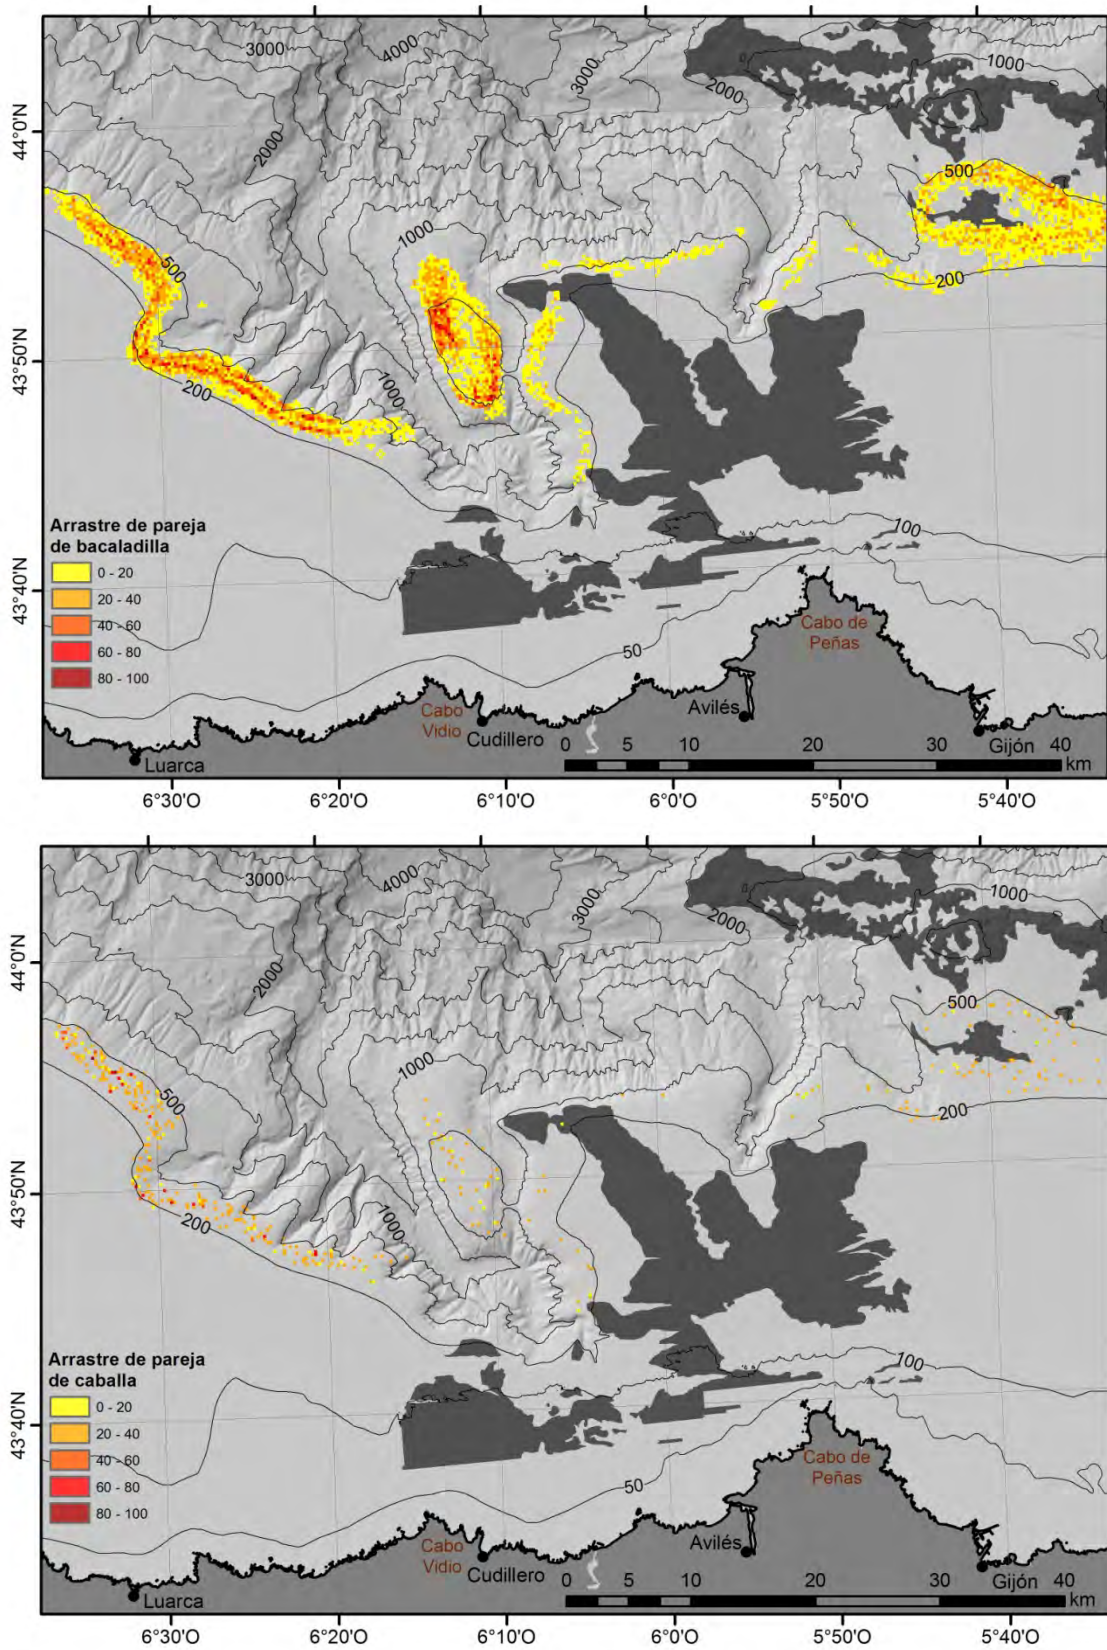 3000
4000
3000
2000
1000
44°0'N
2000
500
1000
500
200
43°50'N
1000
200
Arrastre de pareja
de bacaladilla
0 - 20
20 - 40
40 - 60
60 - 80
80 - 100
100
43°40'N
Cabo de
Peñas
50
Cabo
Vidio
Avilés
Cudillero
Luarca
Gijón
0 5 10 20 30 40
km
6°30'O 6°20'O 6°10'O 6°0'O 5°50'O 5°40'O
3000
4000
3000
2000
1000
44°0'N
2000
500
1000
500
200
43°50'N
200
1000
Arrastre de pareja
de caballa
0 - 20
20 - 40
40 - 60
60 - 80
80 - 100
100
43°40'N
Cabo de
Peñas
50
Cabo
Vidio
Avilés
Cudillero
Luarca
Gijón
0 5 10 20 30 40
km
6°30'O 6°20'O 6°10'O 6°0'O 5°50'O 5°40'O